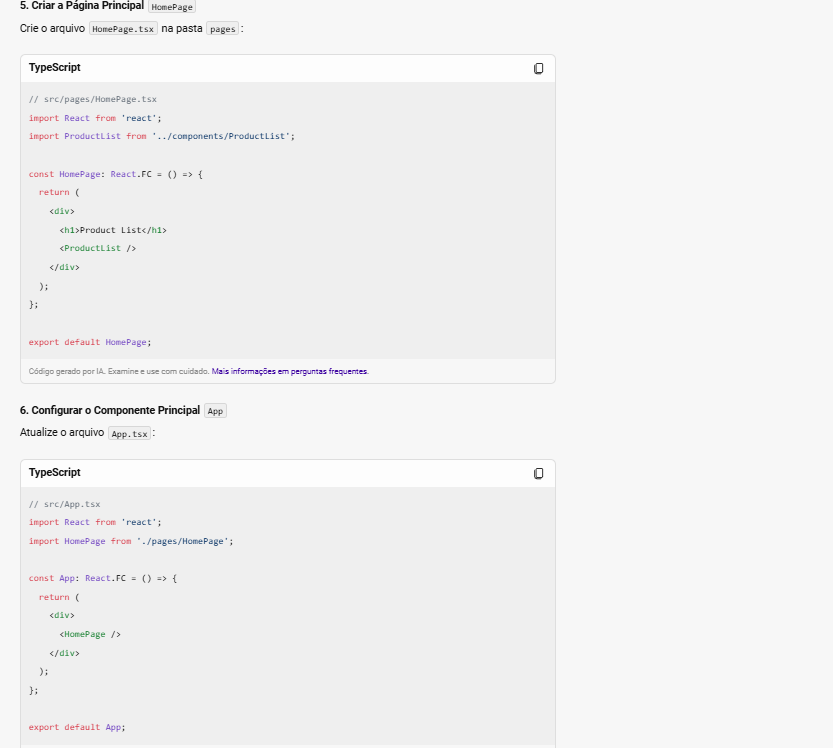 5. Criar a Página Principal HomePage
Crie o arquivo HomePage.tsx na pasta pages :
TypeScript
// src/pages/HomePage.tsx
import React from 'react';
import ProductList from '../components/ProductList';
const HomePage: React.FC = () => {
return (
<div>
<h1>Product List</h1>
<ProductList />
</div>
);
};
export default HomePage;
Código gerado por IA. Examine e use com cuidado. Mais informações em perguntas frequentes.
6. Configurar o Componente Principal App
Atualize o arquivo App.tsx :
TypeScript
// src/App.tsx
import React from 'react';
import HomePage from './pages/HomePage';
const App: React.FC = () => {
return (
<div>
<HomePage />
</div>
);
};
export default App;